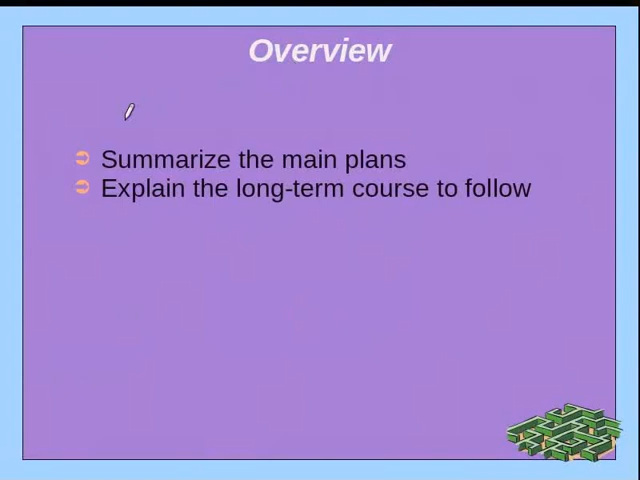 Overview
Summarize the main plans
Explain the long-term course to follow